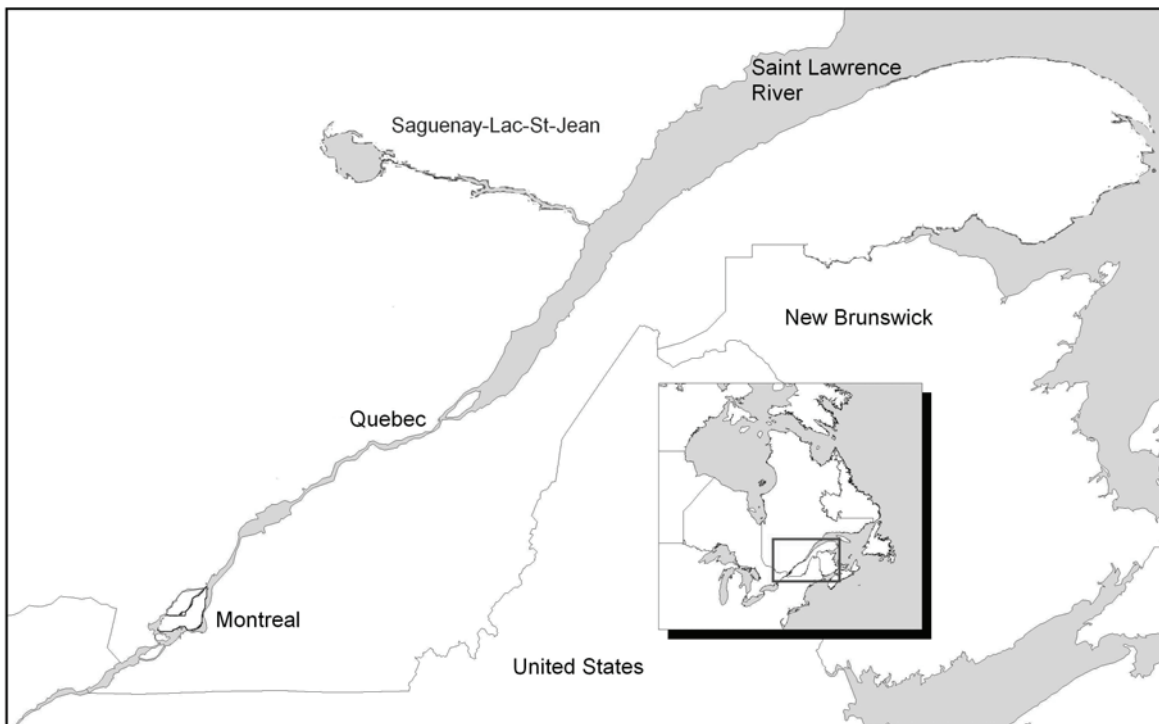 Saint Lawrence
River
Saguenay-Lac-St-Jean
New Brunswick
Quebec
Montreal
United States